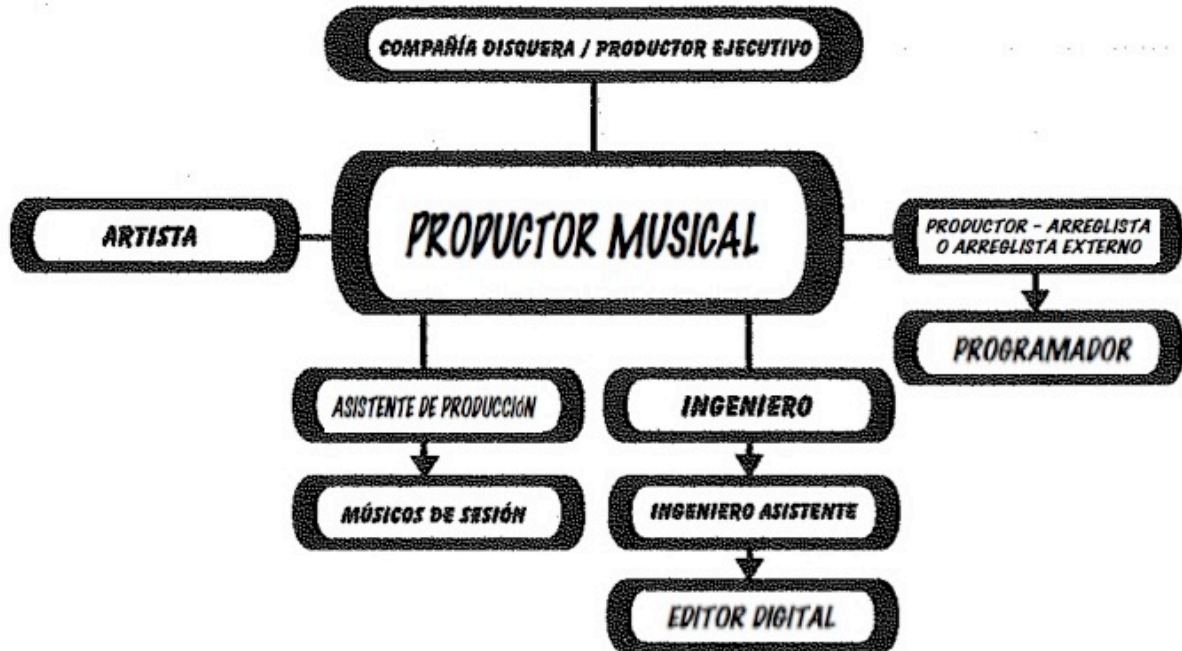 COMPAÑÍA DISQUERA / PRODUCTOR EJECUTIVO
ARTISTA
PRODUCTOR MUSICAL
PRODUCTOR - ARREGLISTA
O ARREGLISTA EXTERNO
PROGRAMADOR
ASISTENTE DE PRODUCCIÓN
INGENIERO
MÚSICOS DE SESIÓN
INGENIERO ASISTENTE
EDITOR DIGITAL